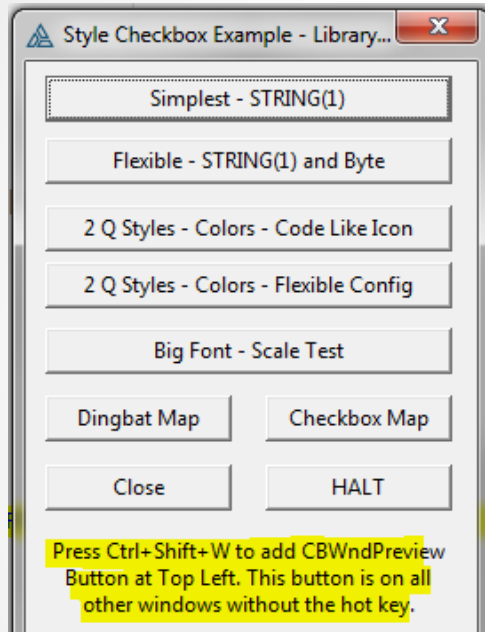 Style Checkbox Example - Library...
Simplest - STRING(1)
Flexible - STRING(1) and Byte
2 Q Styles - Colors - Code Like Icon
2 Q Styles - Colors - Flexible Config
Big Font - Scale Test
Dingbat Map
Checkbox Map
Close
HALT
Press Ctrl+Shift+W to add CBWndPreview
Button at Top Left. This button is on all
other windows without the hot key.